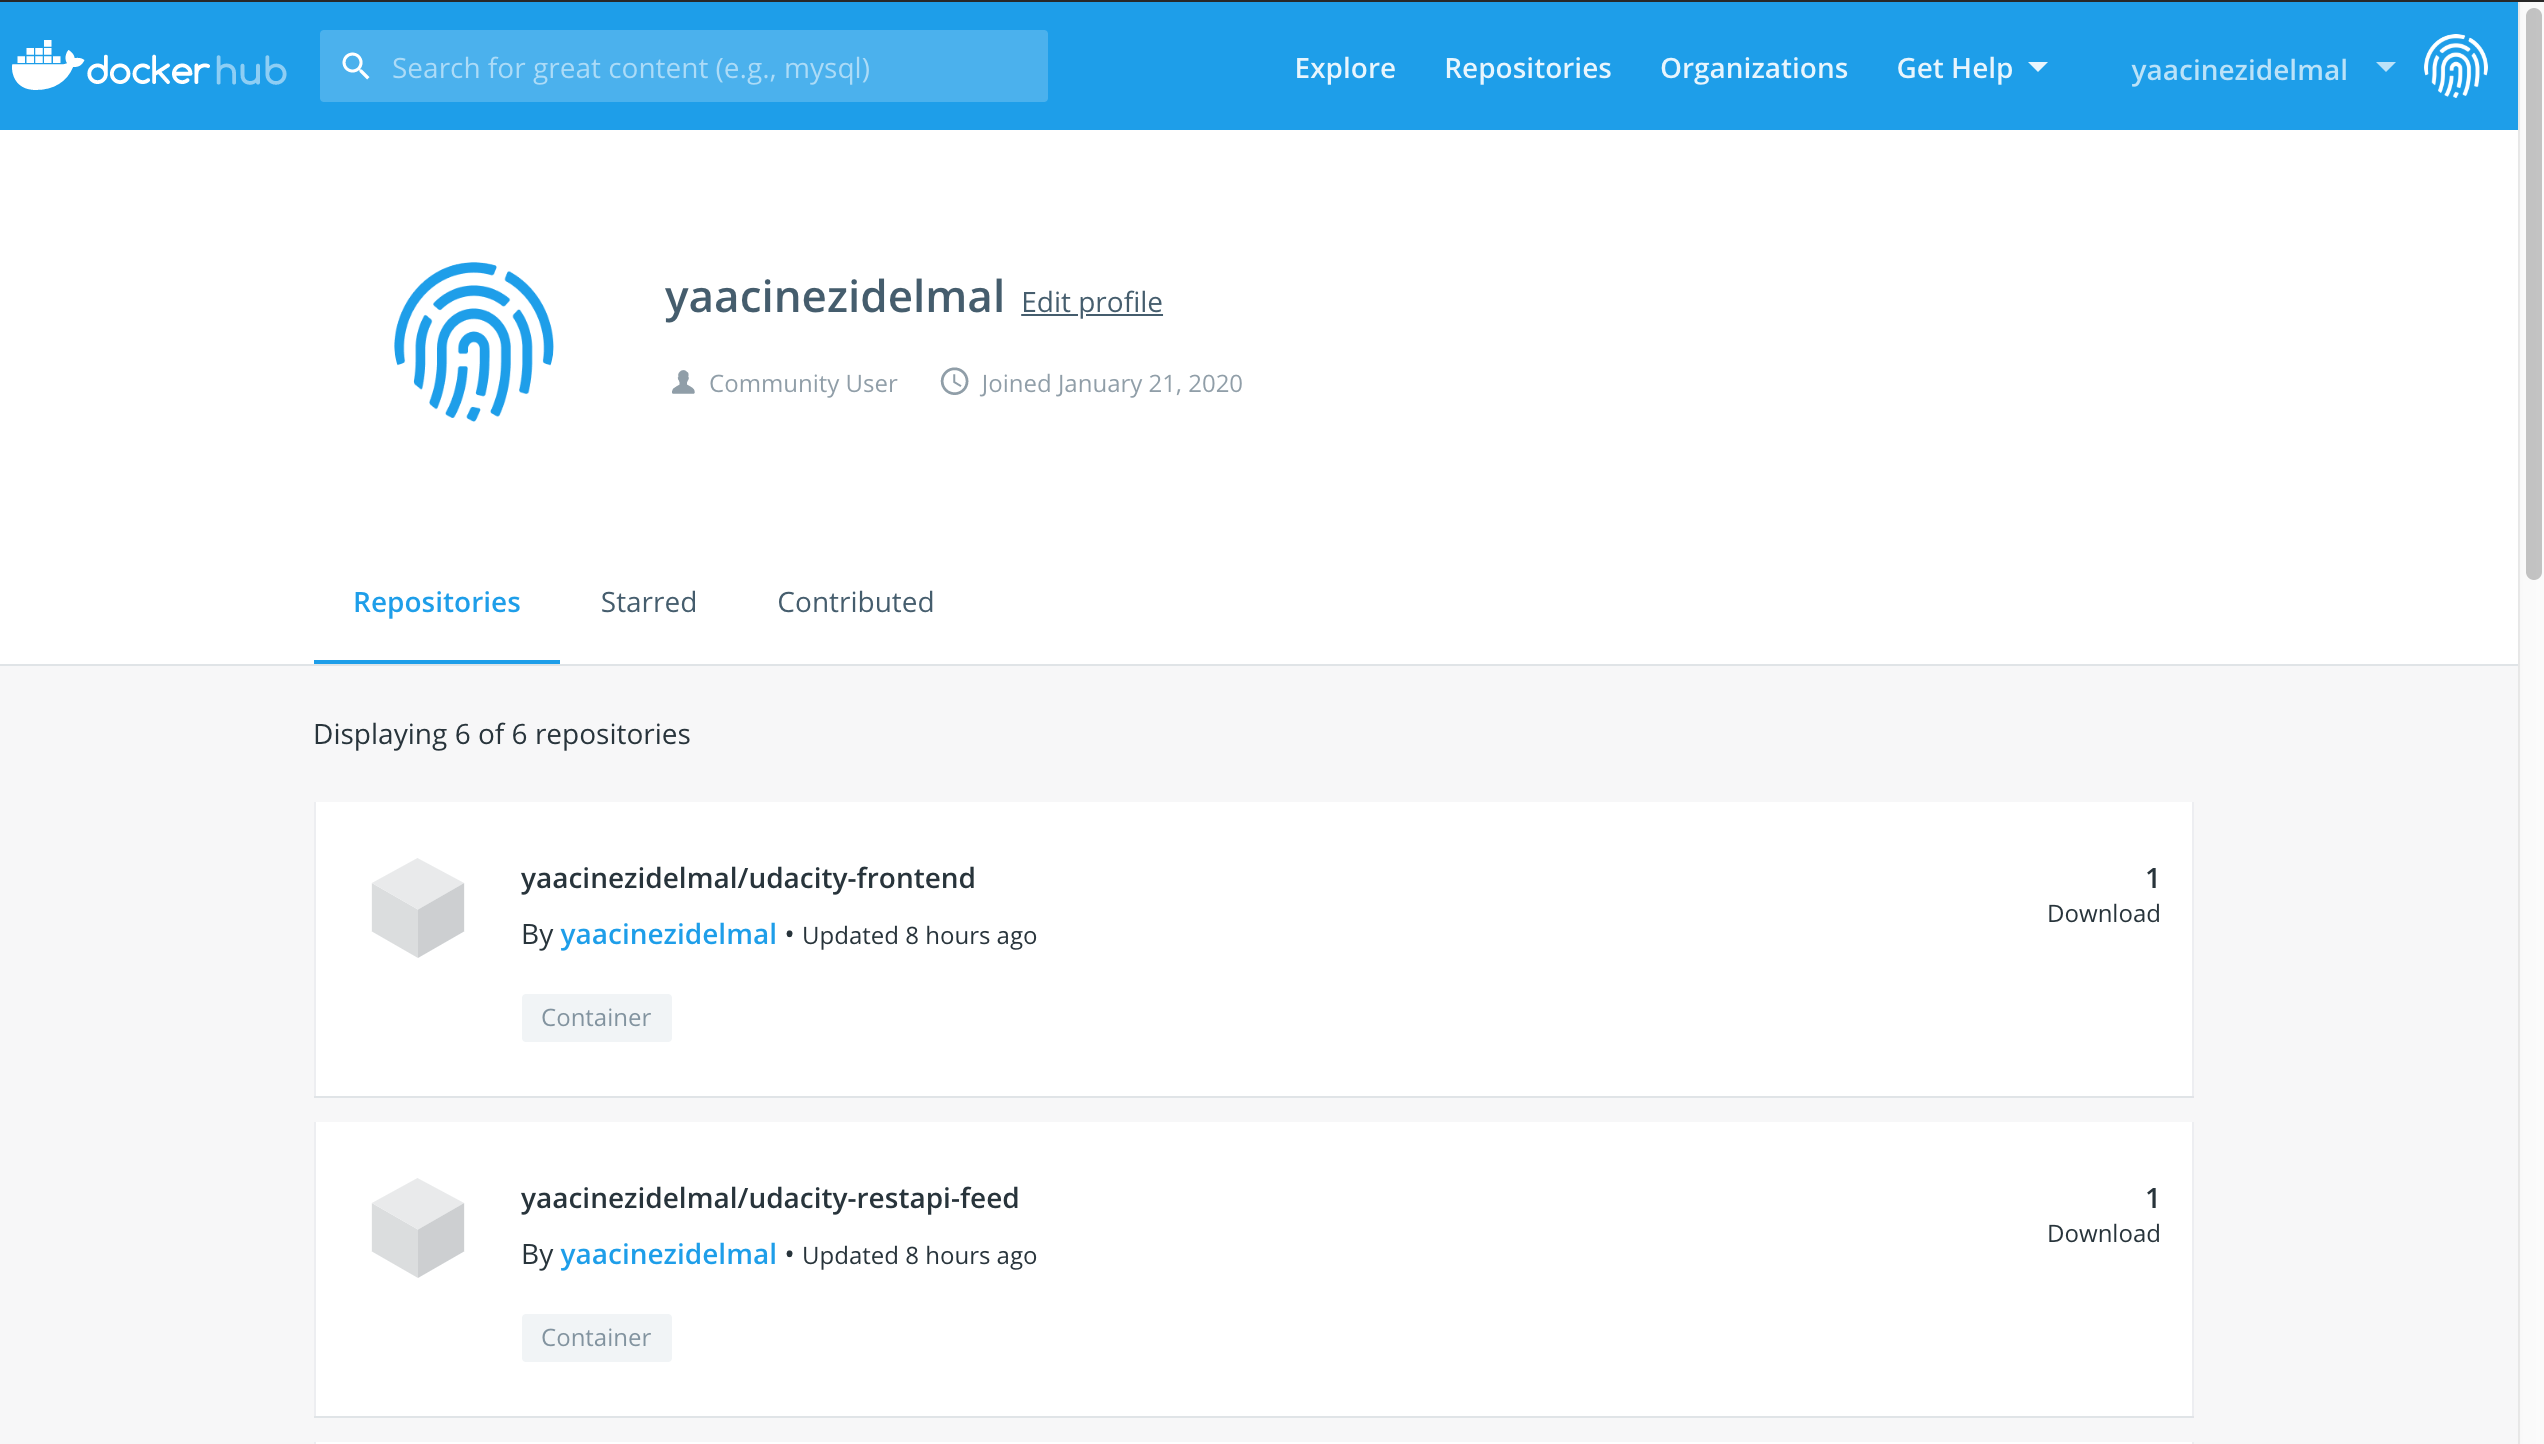 docker hub
Search for great content (e.g., mysql)
Explore
Repositories
Organizations
Get Help
yaacinezidelmal
yaacinezidelmal Edit profile
Community User Joined January 21, 2020
Repositories Starred Contributed
Displaying 6 of 6 repositories
yaacinezidelmal/udacity-frontend
1
Download
By yaacinezidelmal • Updated 8 hours ago
Container
yaacinezidelmal/udacity-restapi-feed
1
Download
By yaacinezidelmal • Updated 8 hours ago
Container